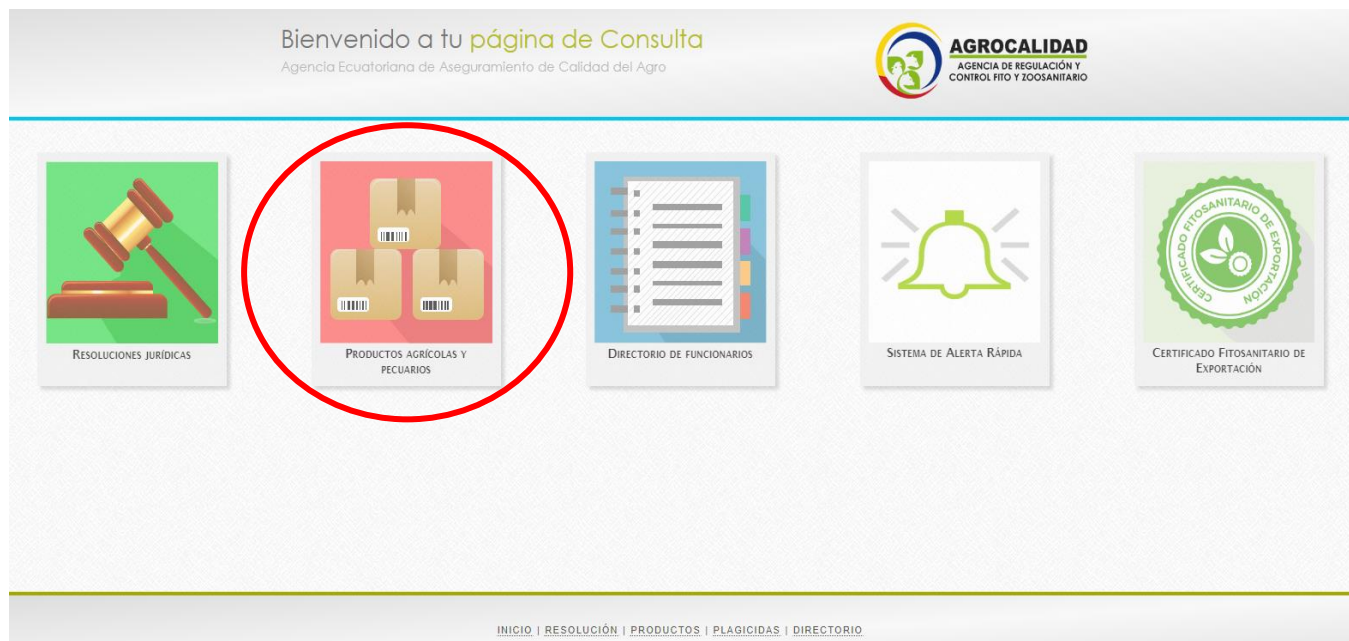 Bienvenido a tu página de Consulta
Agencia Ecuatoriana de Aseguramiento de Calidad del Agro
AGROCALIDAD
AGENCIA DE REGULACIÓN Y
CONTROL FITO Y ZOOSANITARIO
RESOLUCIONES JURÍDICAS
PRODUCTOS AGRÍCOLAS Y
PECUARIOS
DIRECTORIO DE FUNCIONARIOS
SISTEMA DE ALERTA RÁPIDA
CERTIFICADO FITOSANITARIO DE EXPORTACIÓN
CERTIFICADO FITOSANITARIO DE
EXPORTACIÓN
INICIO | RESOLUCIÓN | PRODUCTOS | PLAGICIDAS | DIRECTORIO